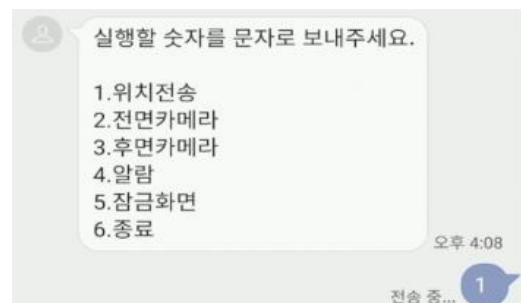 실행할 숫자를 문자로 보내주세요.
1.위치전송
2.전면카메라
3.후면카메라
4.알람
5.잠금화면
6.종료
오후 4:08
전송 중...
1